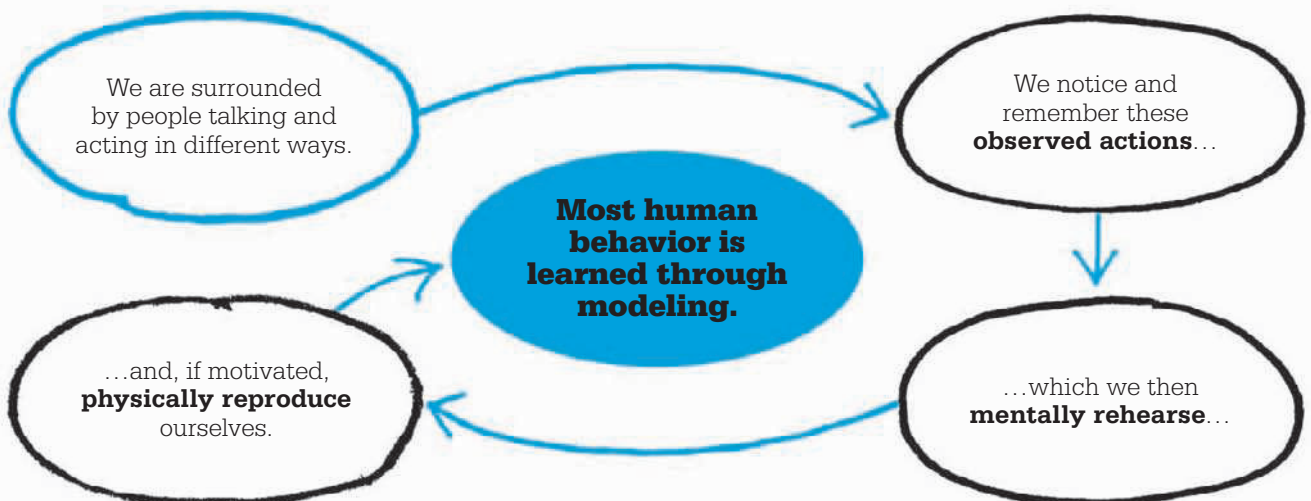 We are surrounded
by people talking and
acting in different ways.
We notice and
remember these
observed actions…
…which we then
mentally rehearse…
…and, if motivated,
physically reproduce
ourselves.
Most human
behavior is
learned through
modeling.